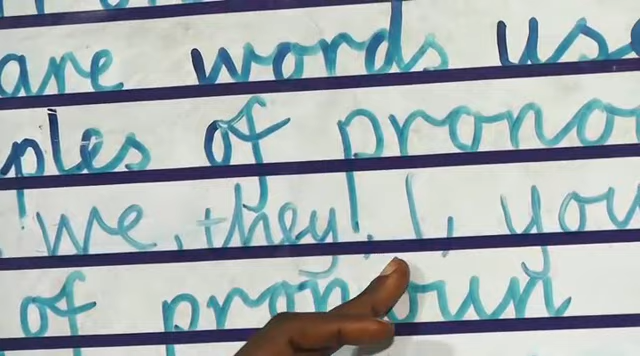 are words use
ples of prono
, we, they, I, you
of pronoun